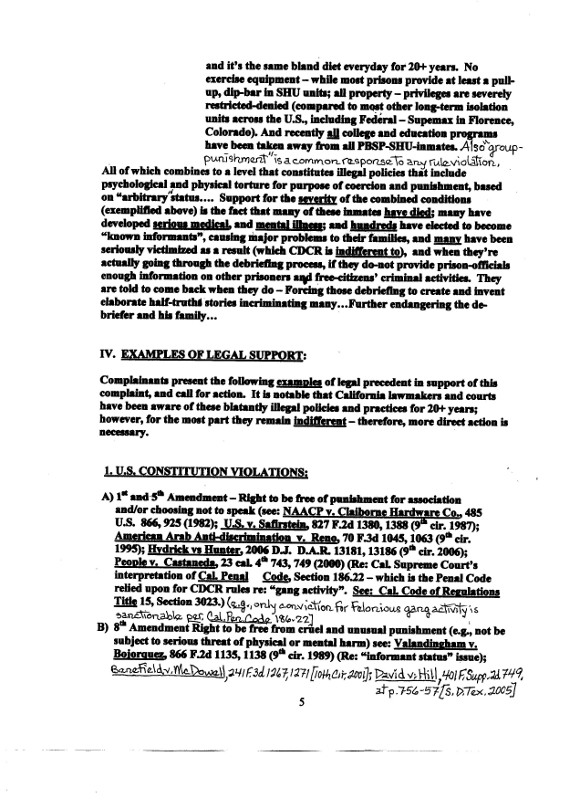 and it's the same bland diet everyday for 20+ years. No
exercise equipment – while most prisons provide at least a pull-
up, dip-bar in SHU units; all property – privileges are severely
restricted-denied (compared to most other long-term isolation
units across the U.S., including Federal – Supemax in Florence,
Colorado). And recently all college and education programs
have been taken away from all PBSP-SHU-inmates. Also "group-
punishment" is a common response to any rule violation,
All of which combines to a level that constitutes illegal policies that include
psychological and physical torture for purpose of coercion and punishment, based
on "arbitrary status.... Support for the severity of the combined conditions
(exemplified above) is the fact that many of these inmates have died; many have
developed serious medical, and mental illness; and hundreds have elected to become
"known informants", causing major problems to their families, and many have been
seriously victimized as a result (which CDCR is indifferent to), and when they're
actually going through the debriefing process, if they do-not provide prison-officials
enough information on other prisoners and free-citizens' criminal activities. They
are told to come back when they do – Forcing those debriefing to create and invent
elaborate half-truths stories incriminating many…Further endangering the de-
briefer and his family…
IV. EXAMPLES OF LEGAL SUPPORT:
Complainants present the following examples of legal precedent in support of this
complaint, and call for action. It is notable that California lawmakers and courts
have been aware of these blatantly illegal policies and practices for 20+ years;
however, for the most part they remain indifferent – therefore, more direct action is
necessary.
1. U.S. CONSTITUTION VIOLATIONS:
A) 1st and 5th Amendment – Right to be free of punishment for association
and/or choosing not to speak (see: NAACP v. Claiborne Hardware Co., 485
U.S. 866, 925 (1982); U.S. v. Safirstein, 827 F.2d 1380, 1388 (9th cir. 1987);
American Arab Anti-discrimination v. Reno, 70 F.3d 1045, 1063 (9th cir.
1995); Hydrick vs Hunter, 2006 D.J. D.A.R. 13181, 13186 (9th cir. 2006);
People v. Castaneda, 23 cal. 4th 743, 749 (2000) (Re: Cal. Supreme Court's
interpretation of Cal. Penal Code, Section 186.22 – which is the Penal Code
relied upon for CDCR rules re: "gang activity". See: Cal. Code of Regulations
Title 15, Section 3023.) (e.g., only conviction for felonious gang activity is
sanctionable per Cal. Pen. Code 186.22]
B) 8th Amendment Right to be free from cruel and unusual punishment (e.g., not be
subject to serious threat of physical or mental harm) see: Valandingham v.
Bojorquez, 866 F.2d 1135, 1138 (9th cir. 1989) (Re: "informant status" issue);
Benefield v. McDowell, 241 F.3d 1267, 1271 [10th Cir. 2001]; David v. Hill, 401 F.Supp.2d 749,
at p. 756-57 [S.D. Tex. 2005]
5